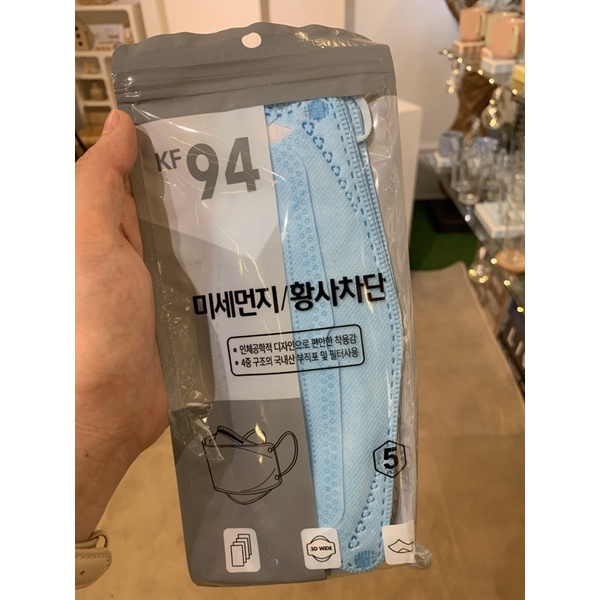 KF 94
미세먼지/황사차단
• 인체공학적 디자인으로 편안한 착용감
• 4중 구조의 국내산 부직포 및 필터사용
5
3D WIDE